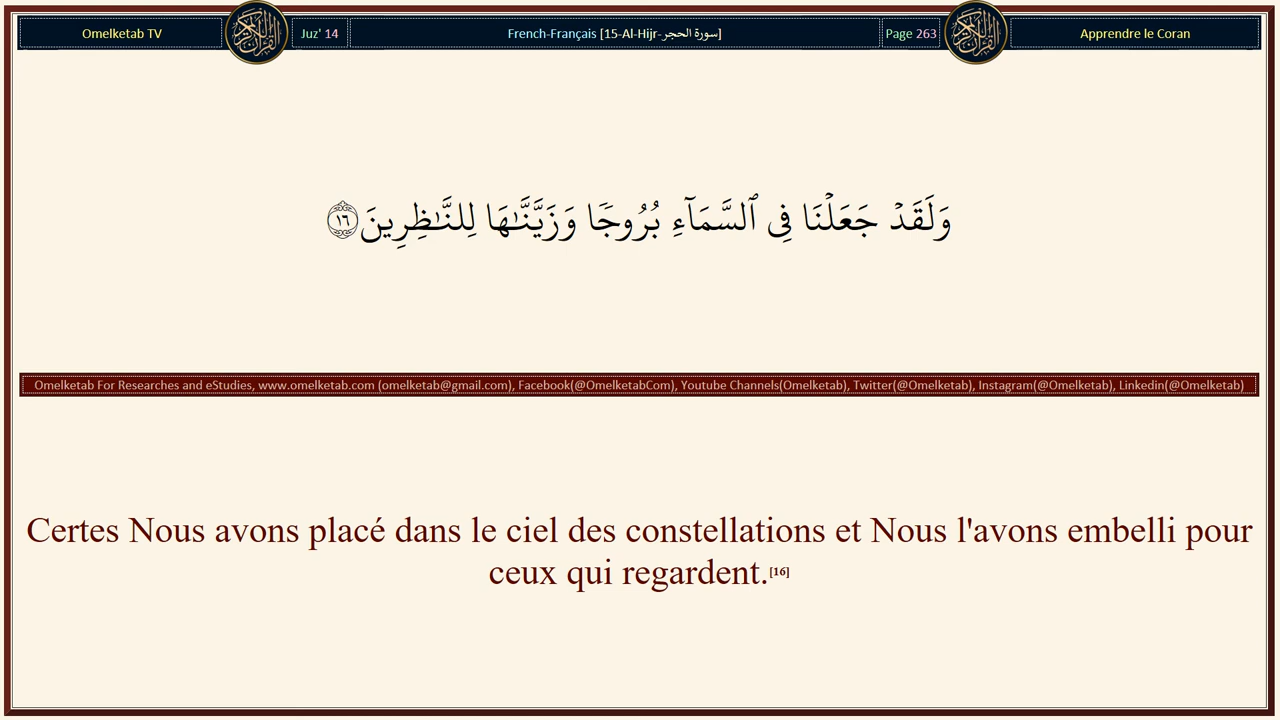 Omelketab TV
Juz' 14
French-Français [15-Al-Hijr-سورة الحجر]
Page 263
Apprendre le Coran
وَلَقَدۡ جَعَلۡنَا فِي ٱلسَّمَآءِ بُرُوجٗا وَزَيَّنَّٰهَا لِلنَّٰظِرِينَ ١٦
Omelketab For Researches and eStudies, www.omelketab.com (omelketab@gmail.com), Facebook(@OmelketabCom), Youtube Channels(Omelketab), Twitter(@Omelketab), Instagram(@Omelketab), Linkedin(@Omelketab)
Certes Nous avons placé dans le ciel des constellations et Nous l'avons embelli pour
ceux qui regardent.[16]